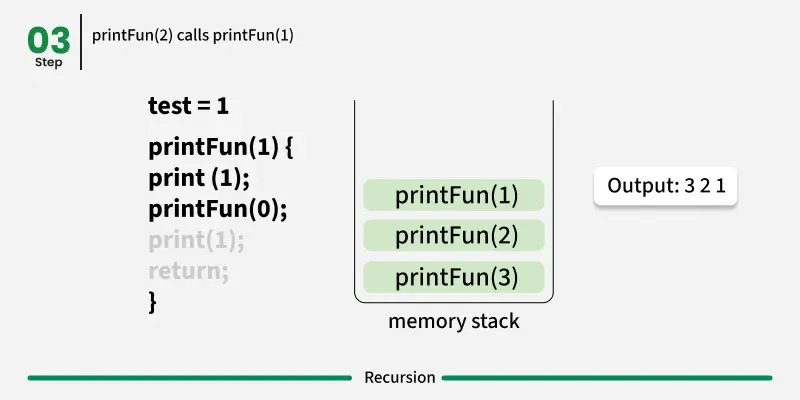 03
Step
printFun(2) calls printFun(1)
test = 1
printFun(1) {
print (1);
printFun(0);
print(1);
return;
}
printFun(1)
printFun(2)
printFun(3)
memory stack
Output: 3 2 1
Recursion